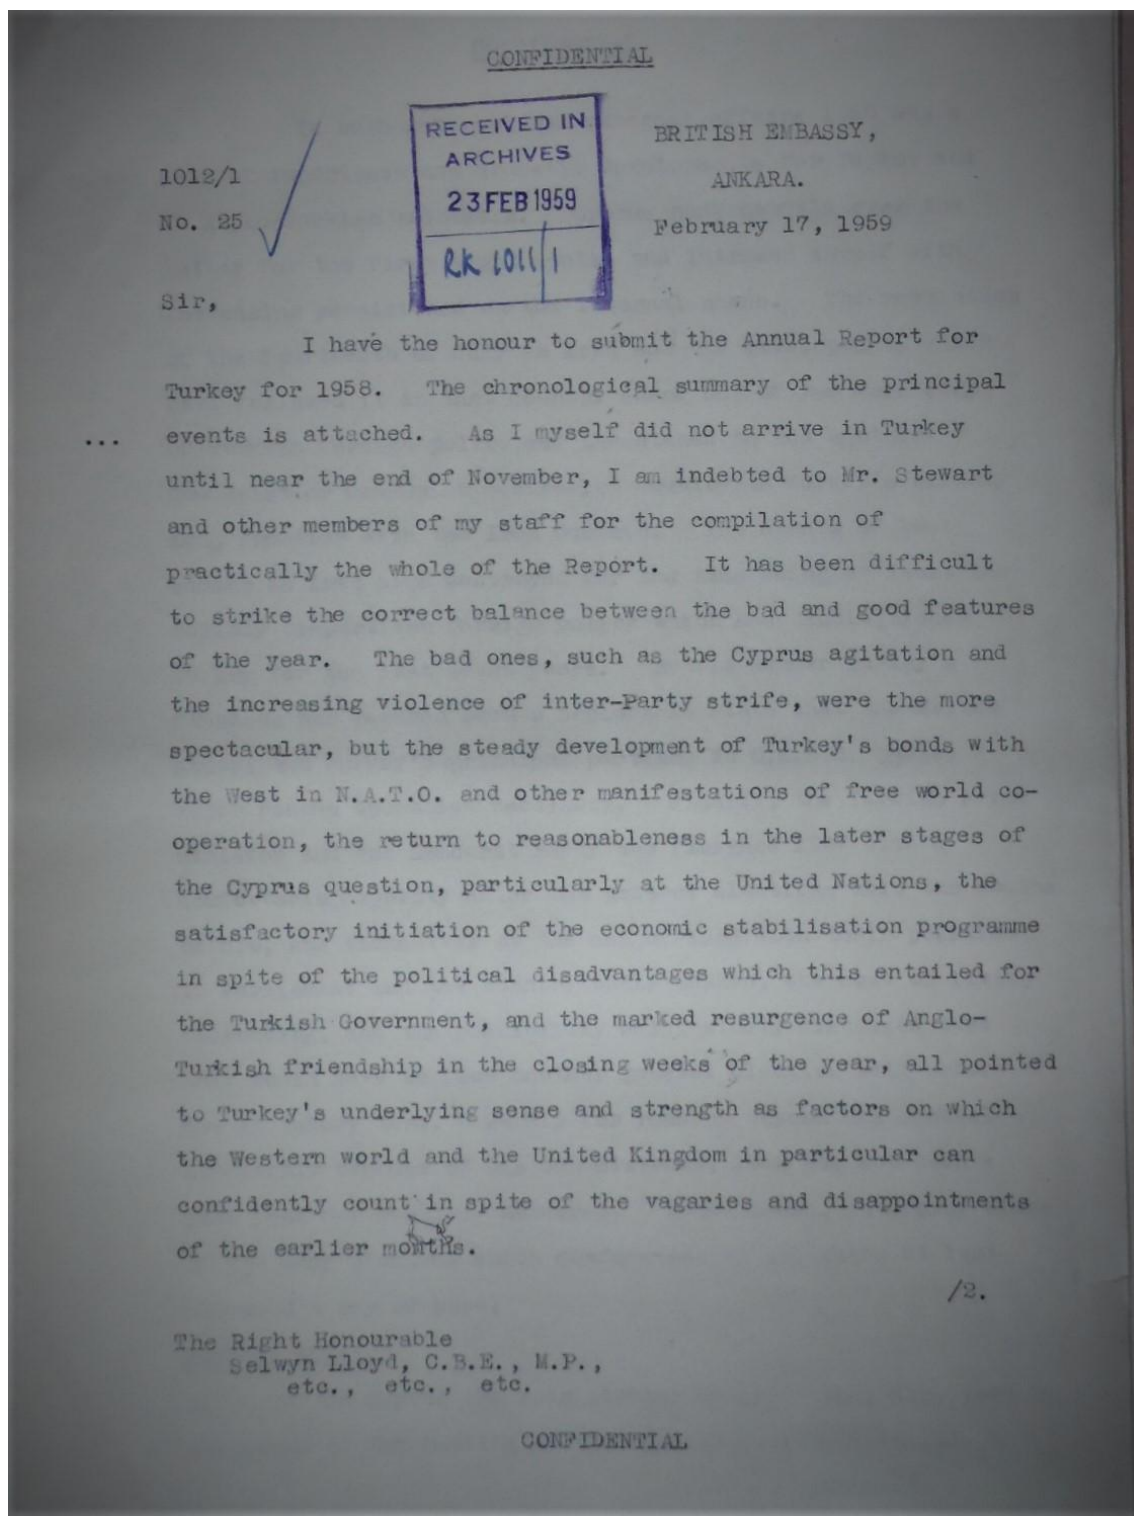 CONFIDENTIAL
RECEIVED IN
ARCHIVES
23 FEB 1959
RK 1011/1
BRITISH EMBASSY,
ANKARA.
February 17, 1959
1012/1
No. 25
Sir,
I have the honour to submit the Annual Report for
Turkey for 1958. The chronological summary of the principal
... events is attached. As I myself did not arrive in Turkey
until near the end of November, I am indebted to Mr. Stewart
and other members of my staff for the compilation of
practically the whole of the Report. It has been difficult
to strike the correct balance between the bad and good features
of the year. The bad ones, such as the Cyprus agitation and
the increasing violence of inter-Party strife, were the more
spectacular, but the steady development of Turkey's bonds with
the West in N.A.T.O. and other manifestations of free world co-
operation, the return to reasonableness in the later stages of
the Cyprus question, particularly at the United Nations, the
satisfactory initiation of the economic stabilisation programme
in spite of the political disadvantages which this entailed for
the Turkish Government, and the marked resurgence of Anglo-
Turkish friendship in the closing weeks of the year, all pointed
to Turkey's underlying sense and strength as factors on which
the Western world and the United Kingdom in particular can
confidently count in spite of the vagaries and disappointments
of the earlier months.
/2.
The Right Honourable
Selwyn Lloyd, C.B.E., M.P.,
etc., etc., etc.
CONFIDENTIAL